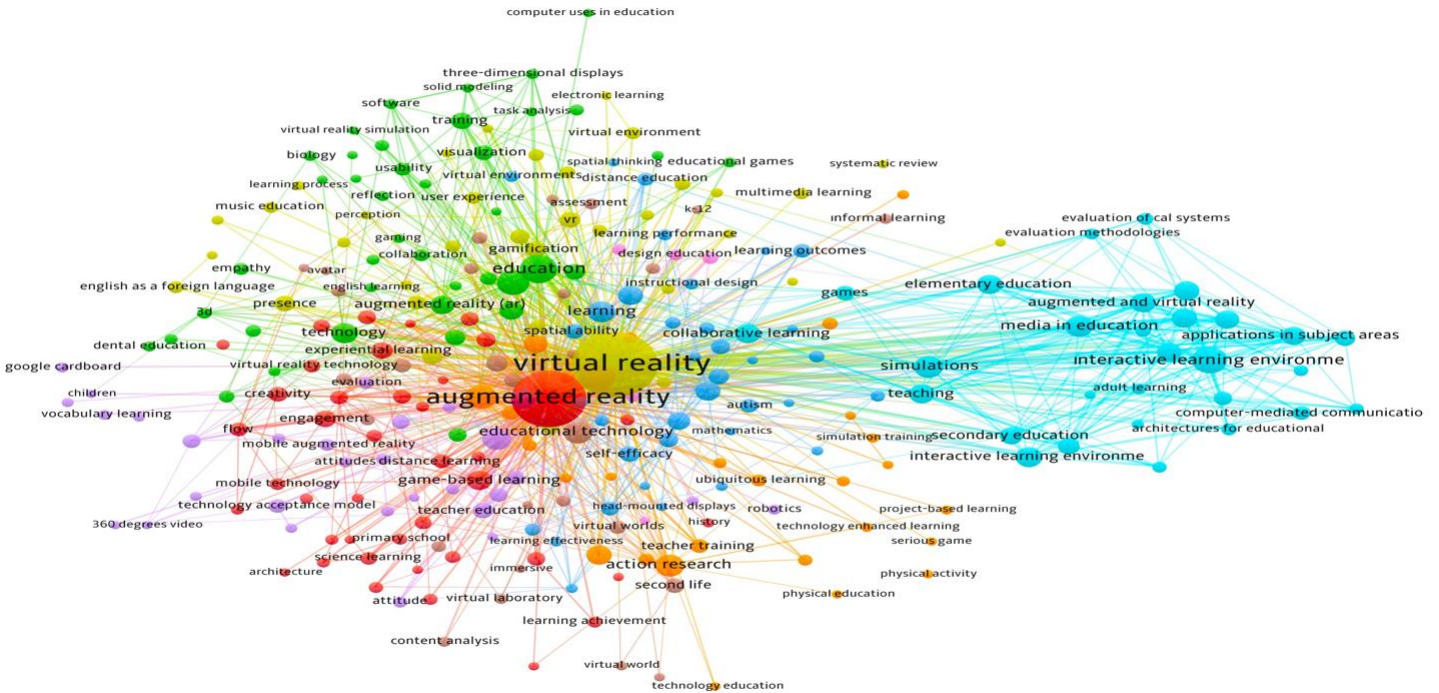 computer uses in education
three-dimensional displays
solid modeling
electronic learning
software
task analysis
training
virtual reality simulation
virtual environment
visualization
biology
spatial thinking
educational games
systematic review
usability
virtual environments
distance education
learning process
reflection
user experience
multimedia learning
assessment
music education
k-12
perception
vr
informal learning
evaluation of cal systems
learning performance
evaluation methodologies
gaming
gamification
collaboration
design education
learning outcomes
empathy
avatar
education
english as a foreign language
english learning
instructional design
elementary education
games
presence
augmented reality (ar)
augmented and virtual reality
3d
learning
technology
spatial ability
collaborative learning
media in education
applications in subject areas
dental education
experiential learning
google cardboard
virtual reality technology
virtual reality
simulations
interactive learning environme
evaluation
children
creativity
augmented reality
teaching
adult learning
vocabulary learning
engagement
autism
computer-mediated communicatio
flow
educational technology
mathematics
architectures for educational
mobile augmented reality
simulation training
secondary education
self-efficacy
interactive learning environme
attitudes
distance learning
mobile technology
game-based learning
ubiquitous learning
technology acceptance model
teacher education
head-mounted displays
robotics
project-based learning
360 degrees video
virtual worlds
history
technology enhanced learning
primary school
learning effectiveness
teacher training
serious game
science learning
architecture
immersive
action research
physical activity
second life
physical education
attitude
virtual laboratory
learning achievement
content analysis
virtual world
technology education